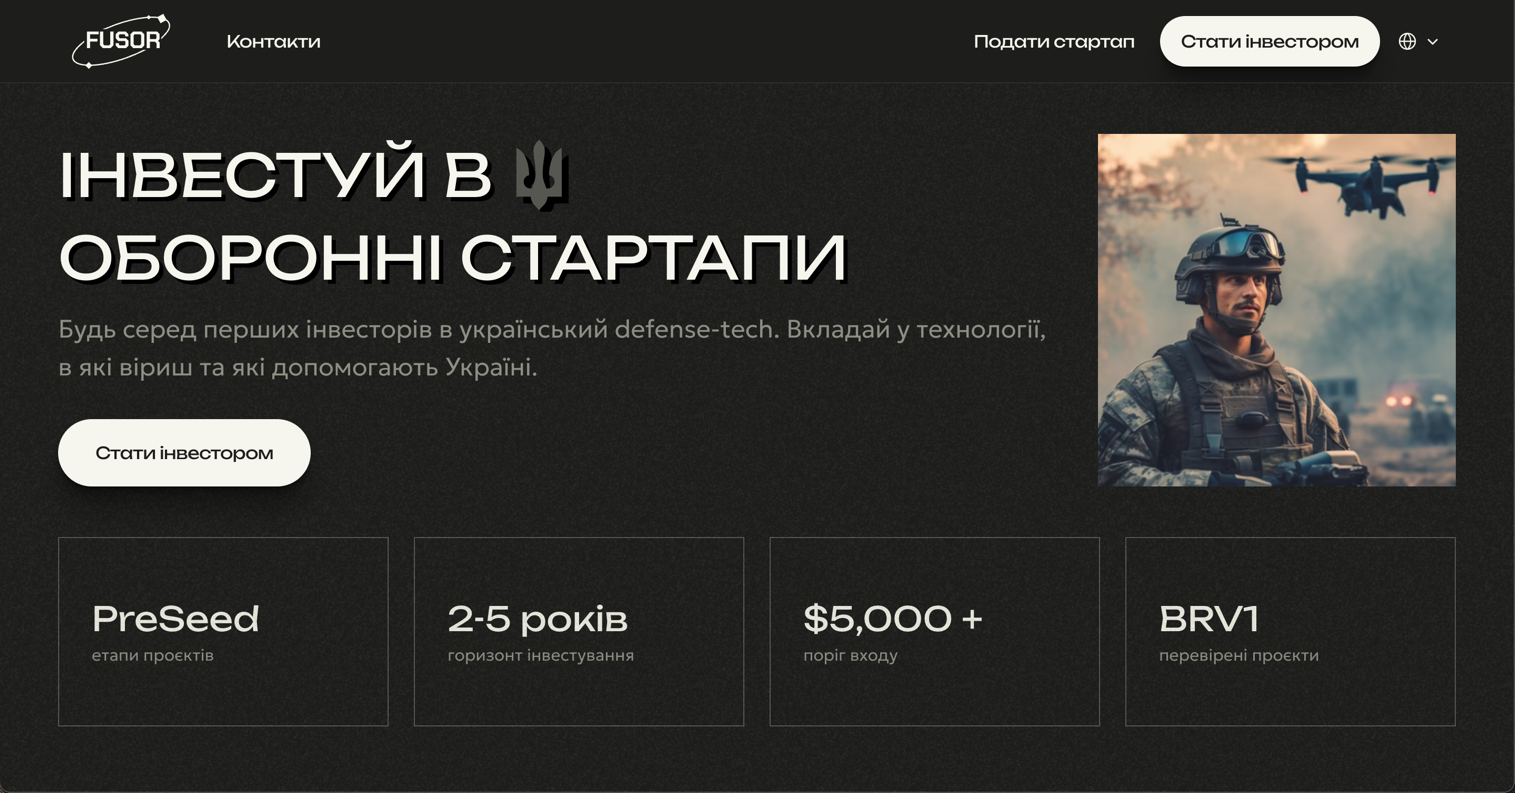 FUSOR
Контакти
Подати стартап
Стати інвестором
ІНВЕСТУЙ В
ОБОРОННІ СТАРТАПИ
Будь серед перших інвесторів в український defense-tech. Вкладай у технології,
в які віриш та які допомогають Україні.
Стати інвестором
PreSeed
етапи проєктів
2-5 років
горизонт інвестування
$5,000 +
поріг входу
BRV1
перевірені проєкти